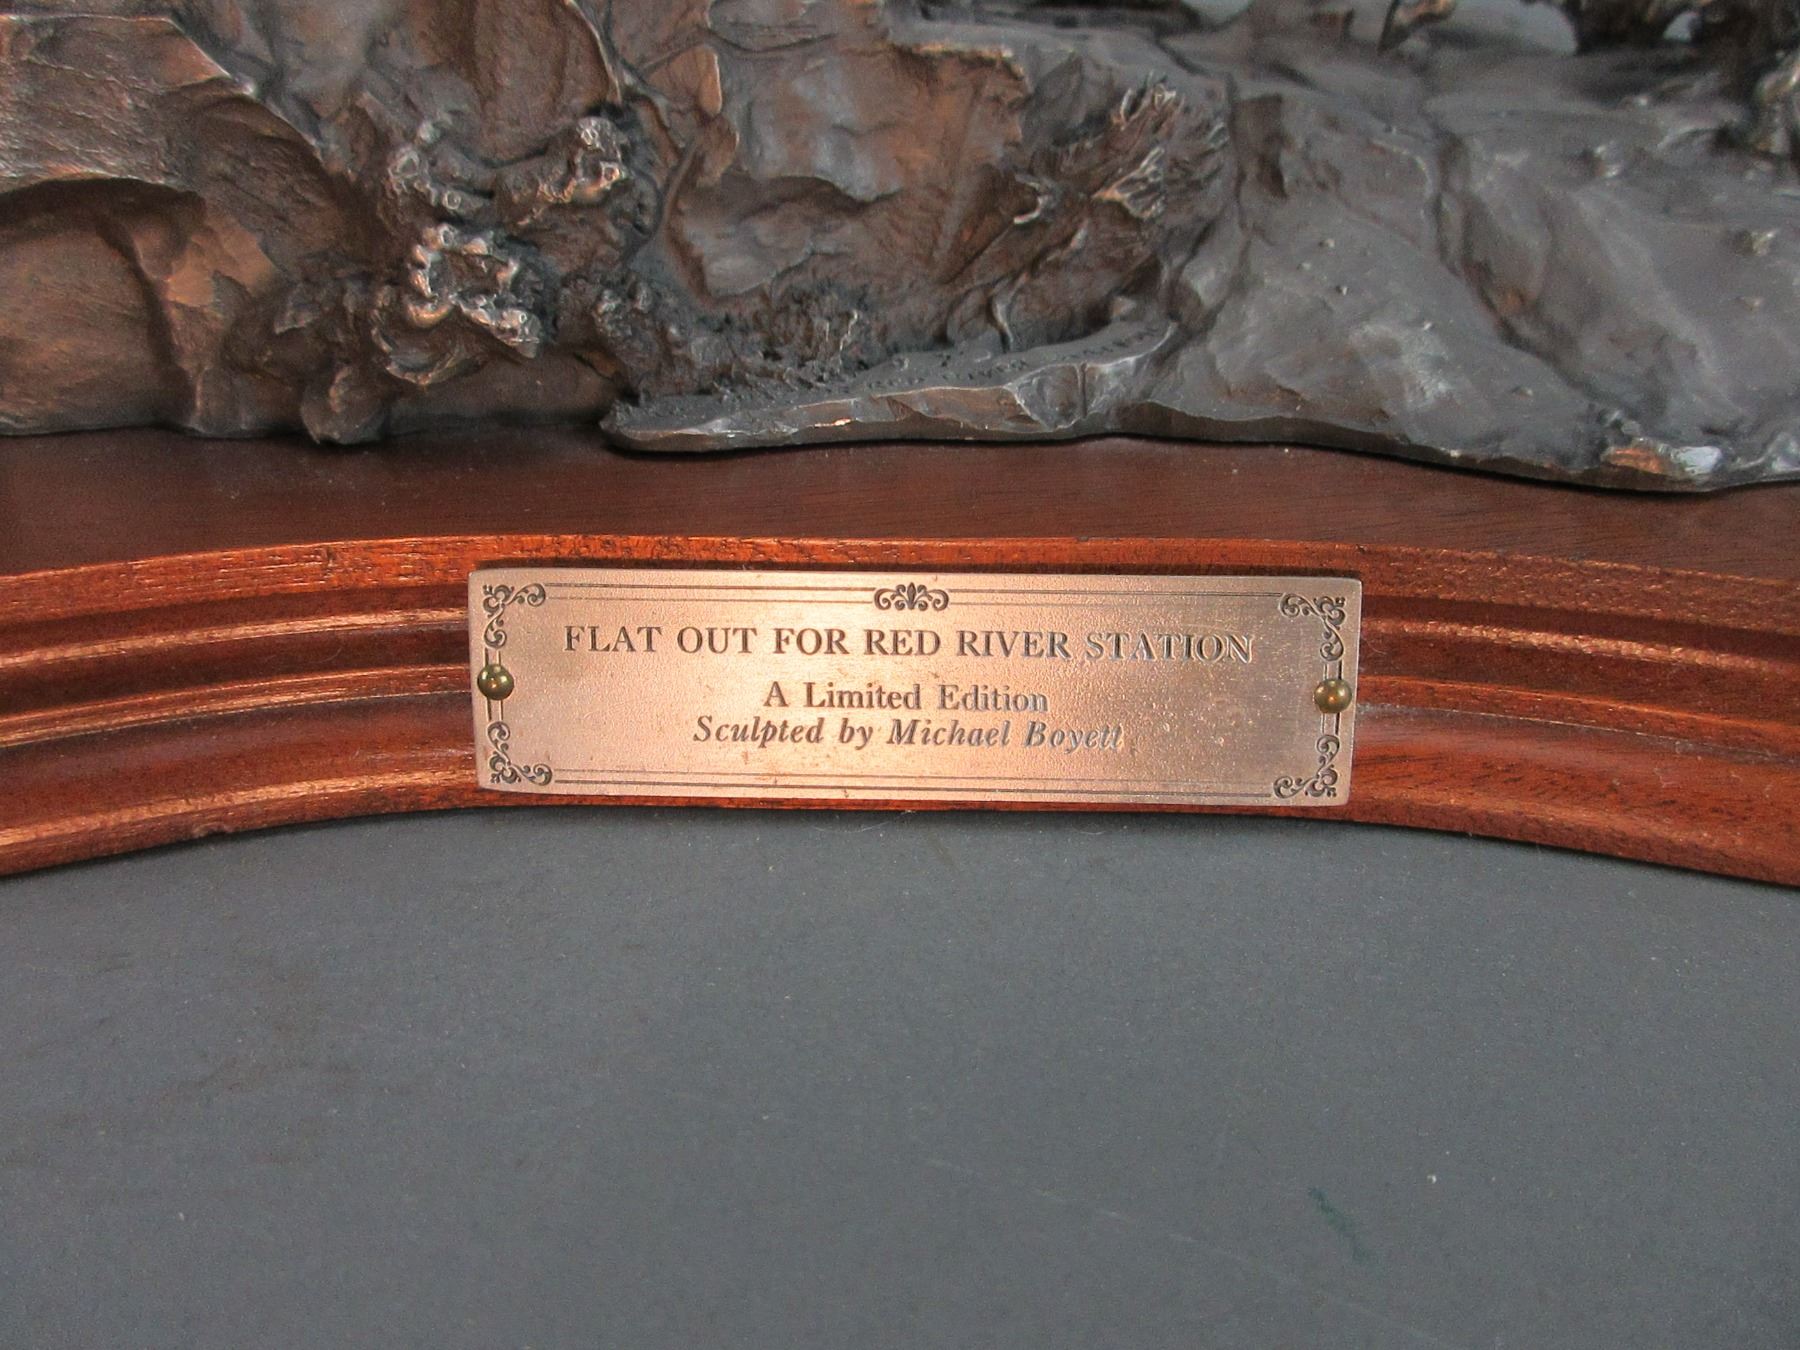 FLAT OUT FOR RED RIVER STATION
A Limited Edition
Sculpted by Michael Boyett